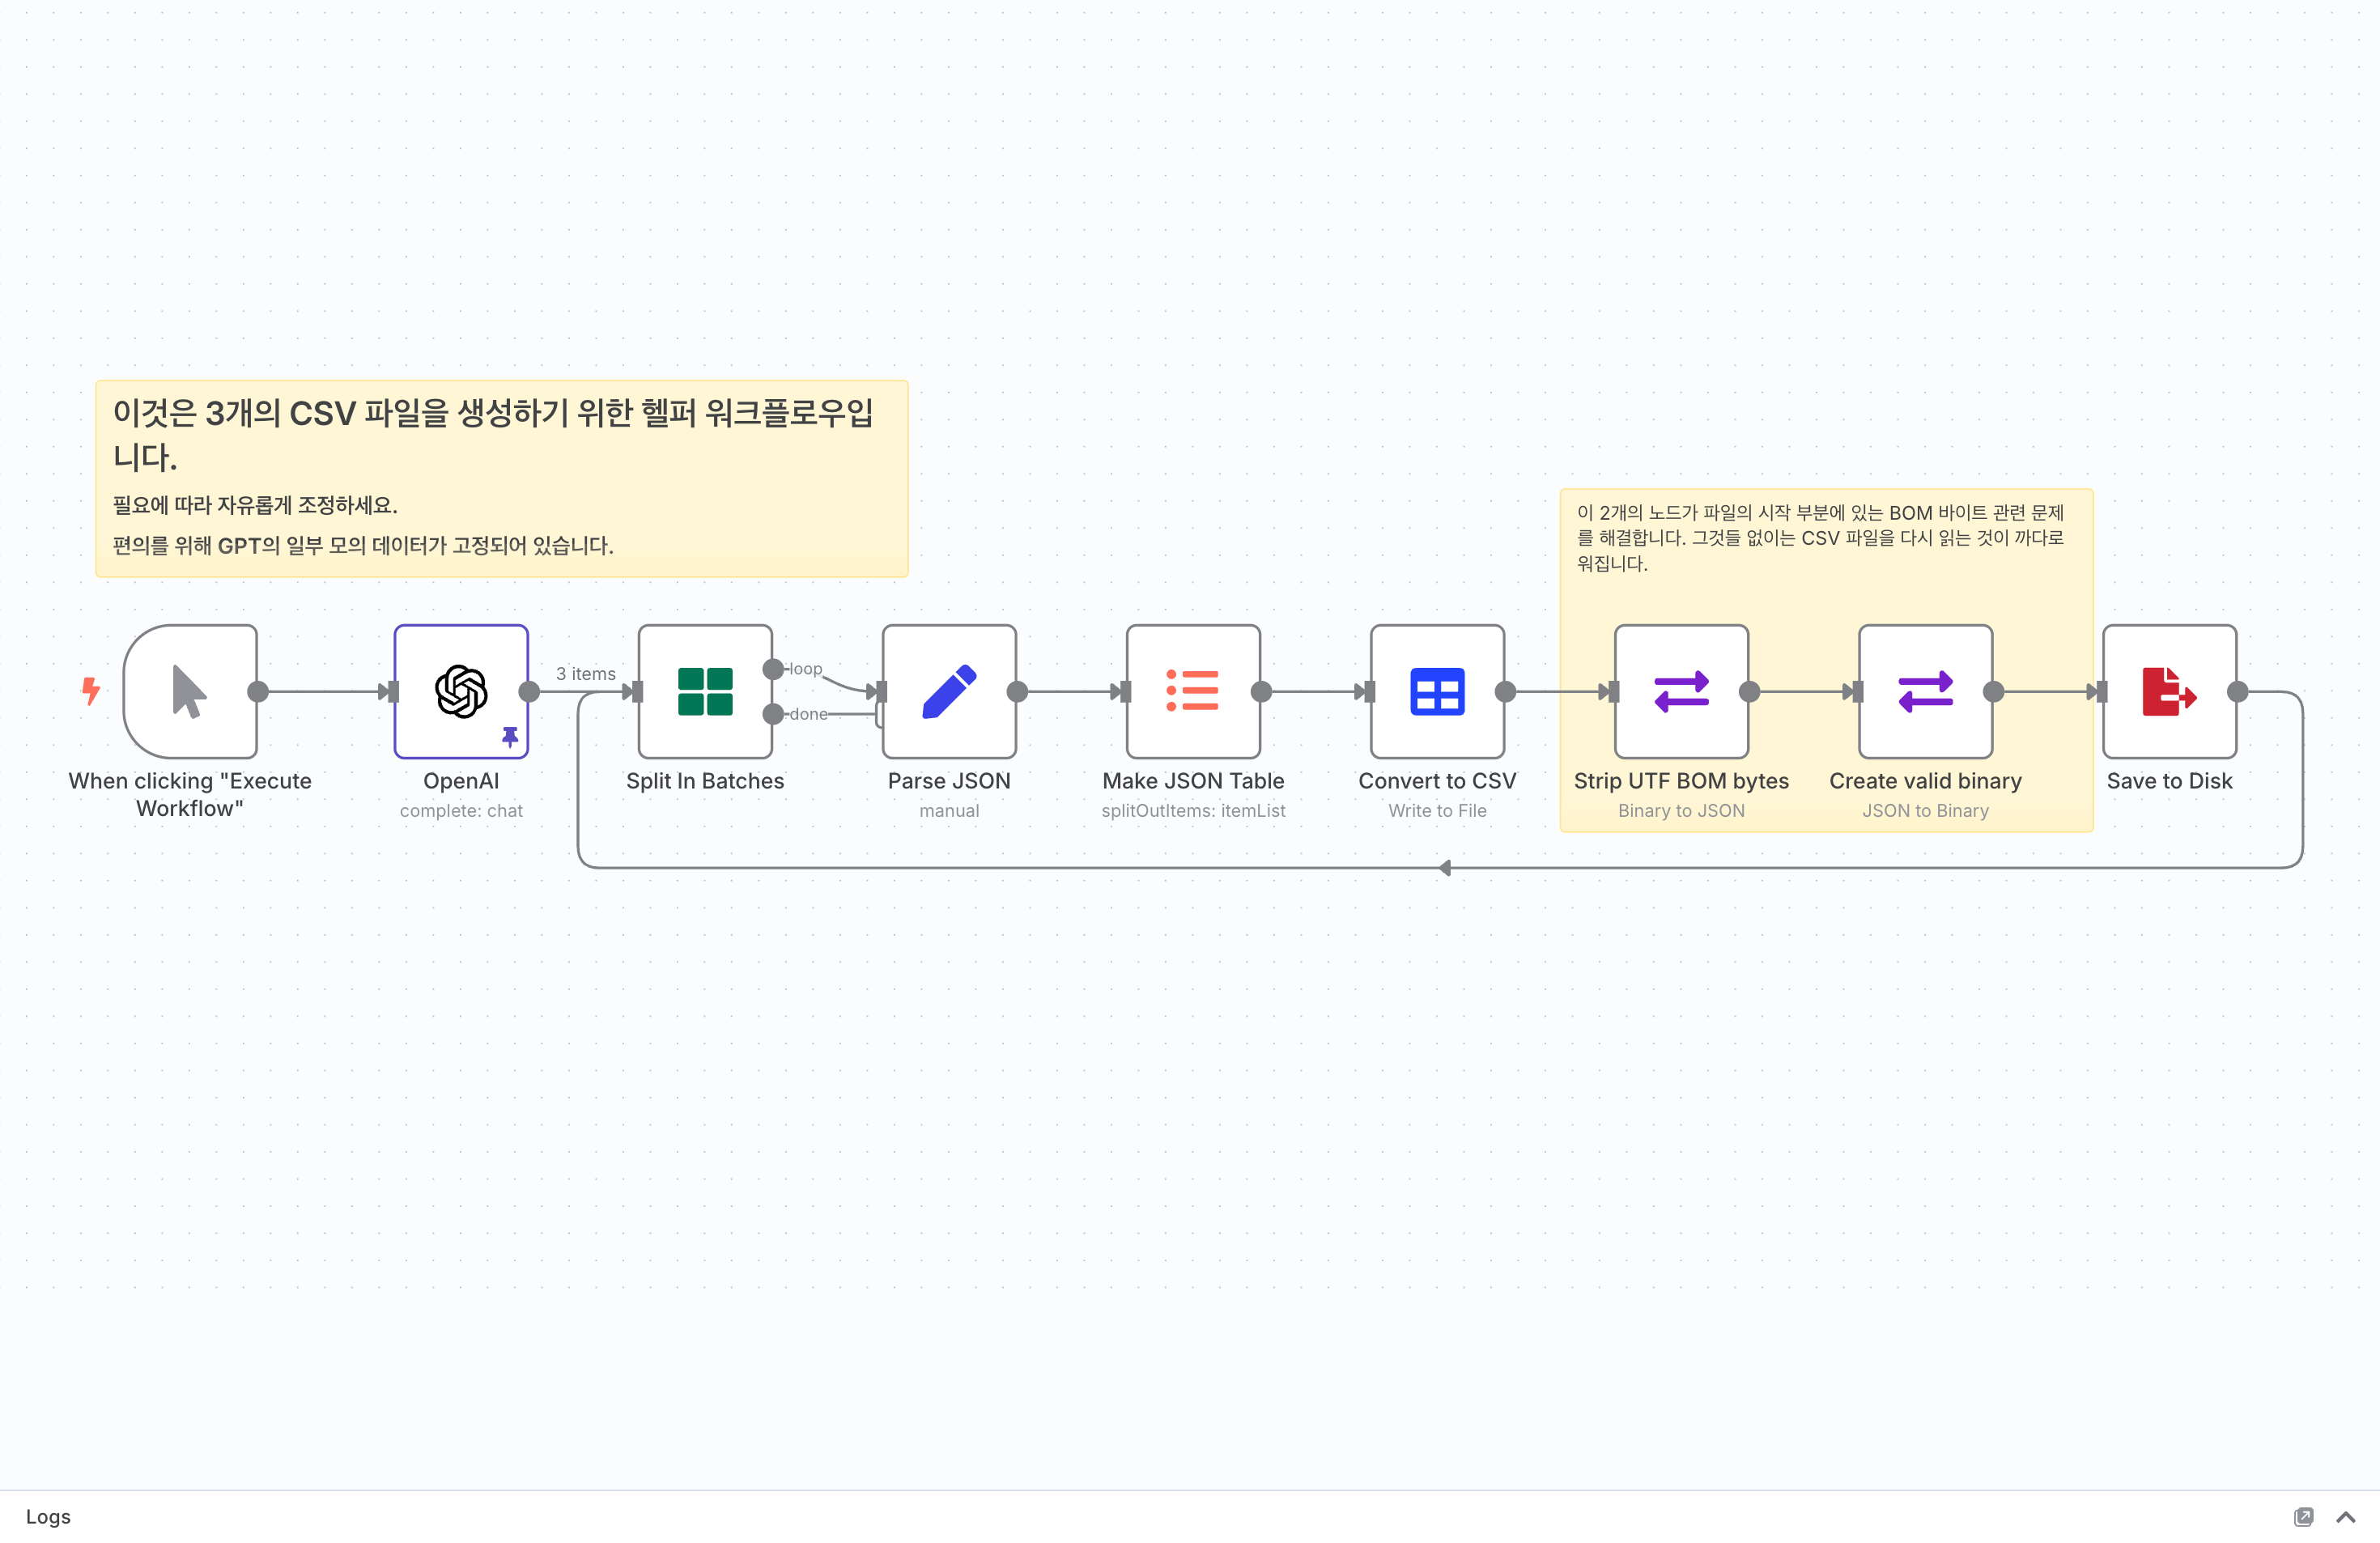 이것은 3개의 CSV 파일을 생성하기 위한 헬퍼 워크플로우입
니다.
필요에 따라 자유롭게 조정하세요.
편의를 위해 GPT의 일부 모의 데이터가 고정되어 있습니다.
이 2개의 노드가 파일의 시작 부분에 있는 BOM 바이트 관련 문제
를 해결합니다. 그것들 없이는 CSV 파일을 다시 읽는 것이 까다로
워집니다.
3 items
loop
done
When clicking "Execute
Workflow"
OpenAI
complete: chat
Split In Batches
Parse JSON
manual
Make JSON Table
splitOutItems: itemList
Convert to CSV
Write to File
Strip UTF BOM bytes
Binary to JSON
Create valid binary
JSON to Binary
Save to Disk
Logs